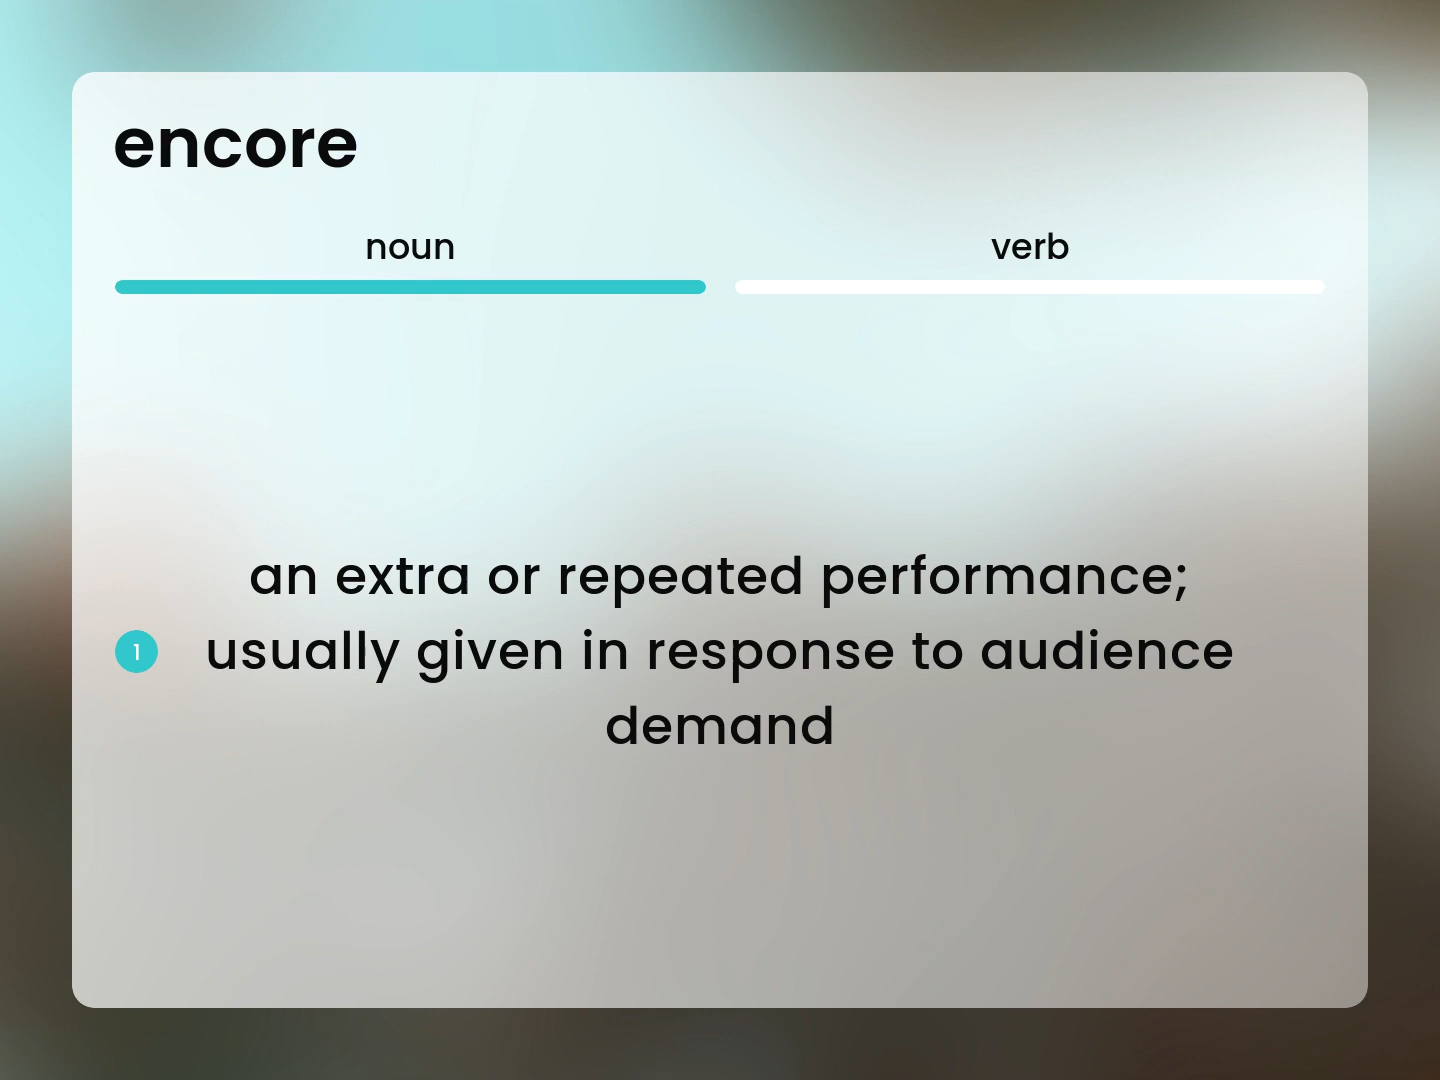 encore
noun
verb
an extra or repeated performance;
1
usually given in response to audience
demand